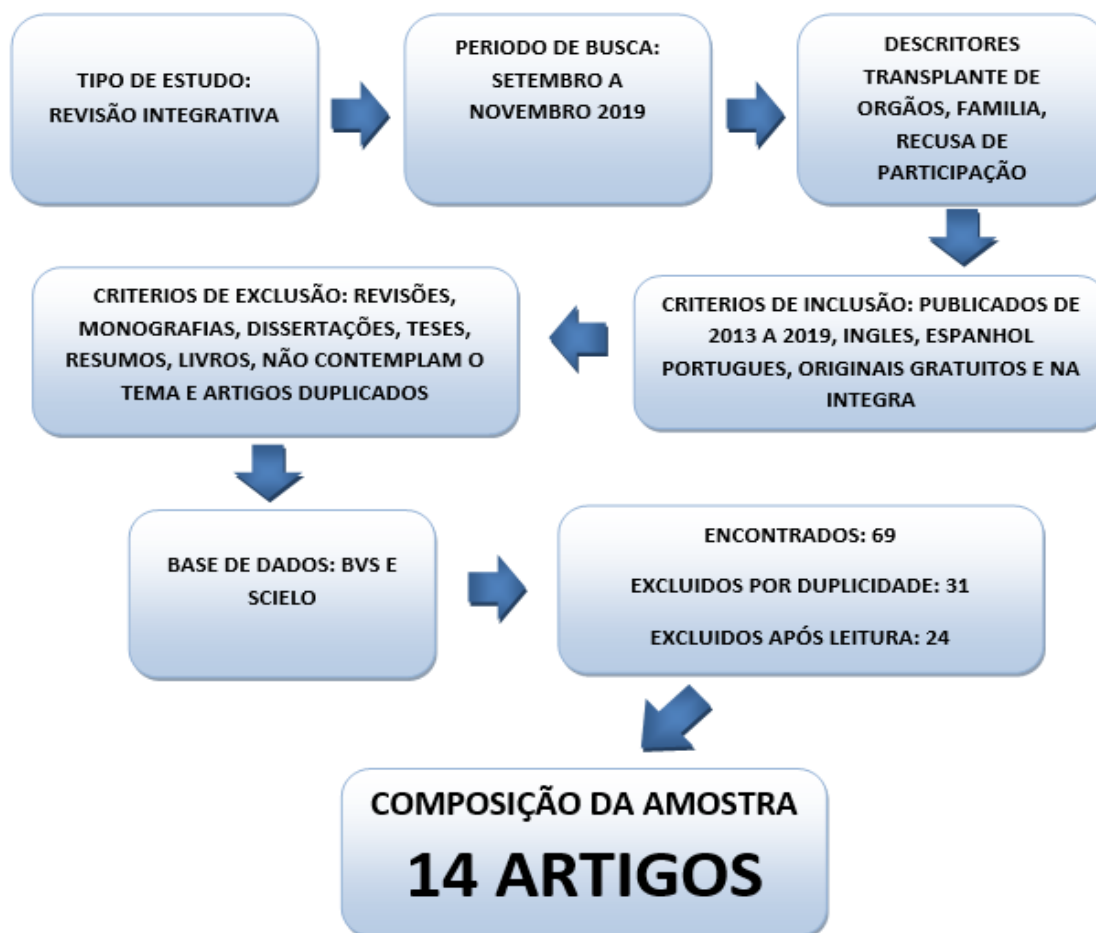 TIPO DE ESTUDO:
REVISÃO INTEGRATIVA
PERIODO DE BUSCA:
SETEMBRO A
NOVEMBRO 2019
DESCRITORES
TRANSPLANTE DE
ORGÃOS, FAMILIA,
RECUSA DE
PARTICIPAÇÃO
CRITERIOS DE INCLUSÃO: PUBLICADOS DE
2013 A 2019, INGLES, ESPANHOL
PORTUGUES, ORIGINAIS GRATUITOS E NA
INTEGRA
CRITERIOS DE EXCLUSÃO: REVISÕES,
MONOGRAFIAS, DISSERTAÇÕES, TESES,
RESUMOS, LIVROS, NÃO CONTEMPLAM O
TEMA E ARTIGOS DUPLICADOS
BASE DE DADOS: BVS E
SCIELO
ENCONTRADOS: 69
EXCLUIDOS POR DUPLICIDADE: 31
EXCLUIDOS APÓS LEITURA: 24
COMPOSIÇÃO DA AMOSTRA
14 ARTIGOS